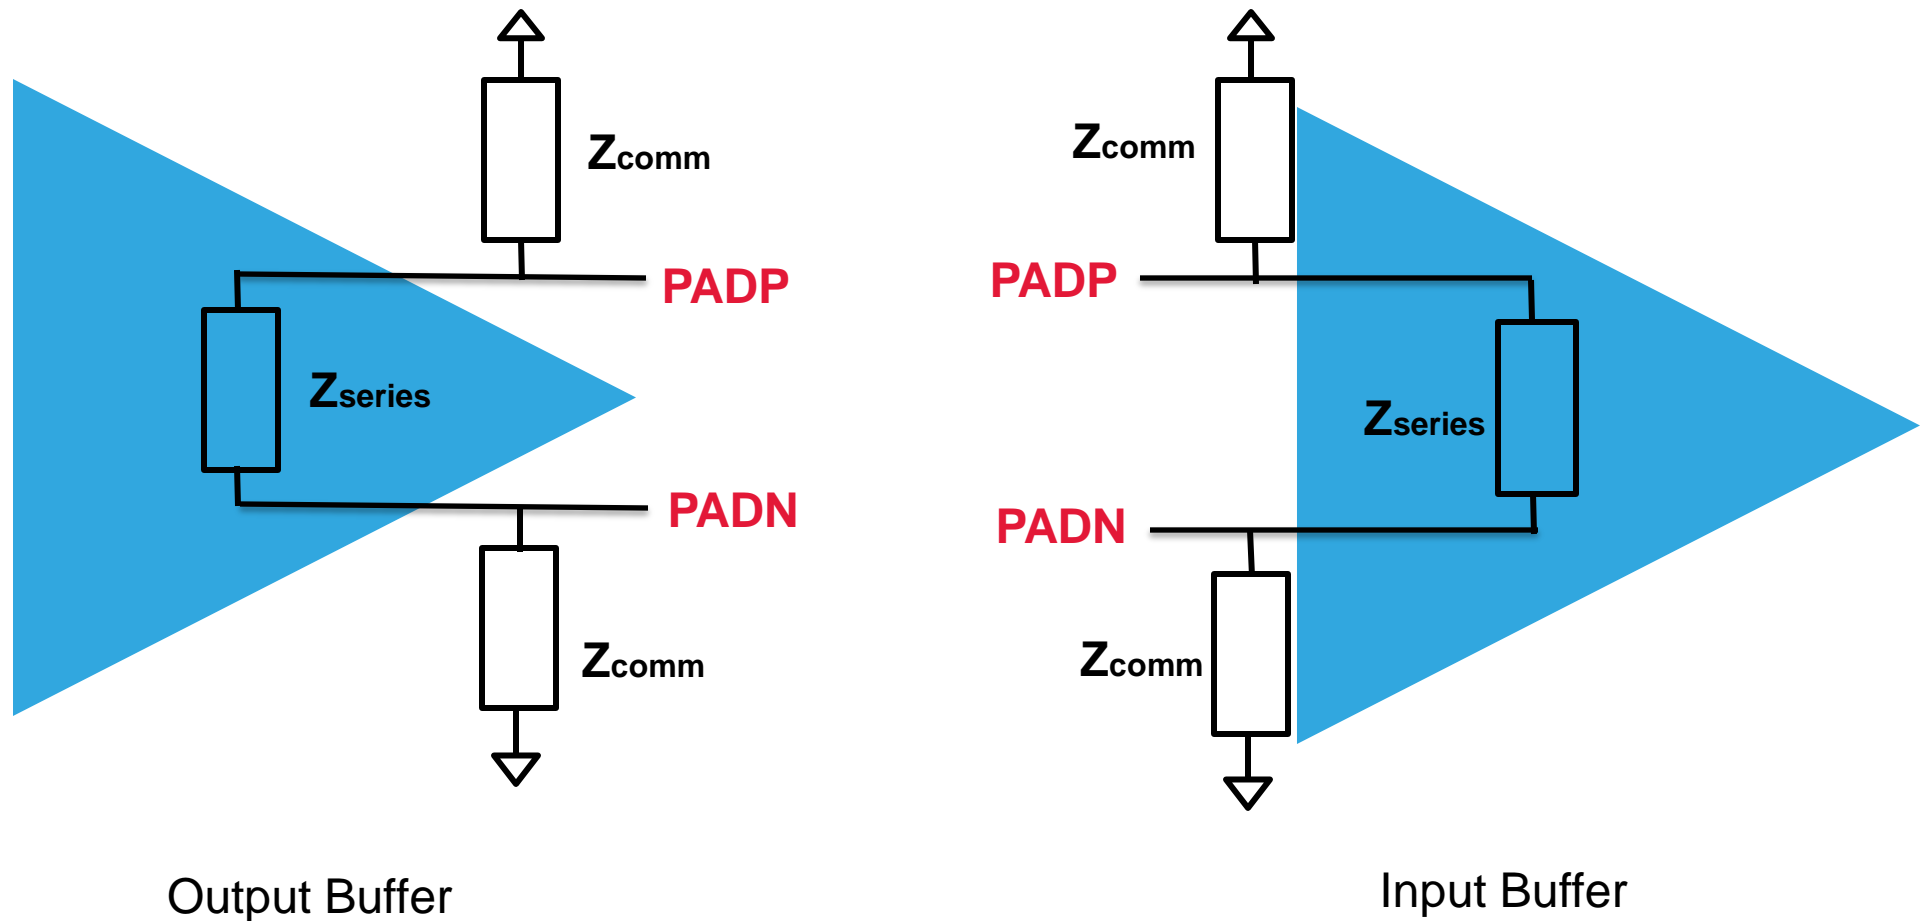 Zcomm
PADP
Zseries
PADN
Zcomm
Output Buffer
Zcomm
PADP
Zseries
PADN
Zcomm
Input Buffer